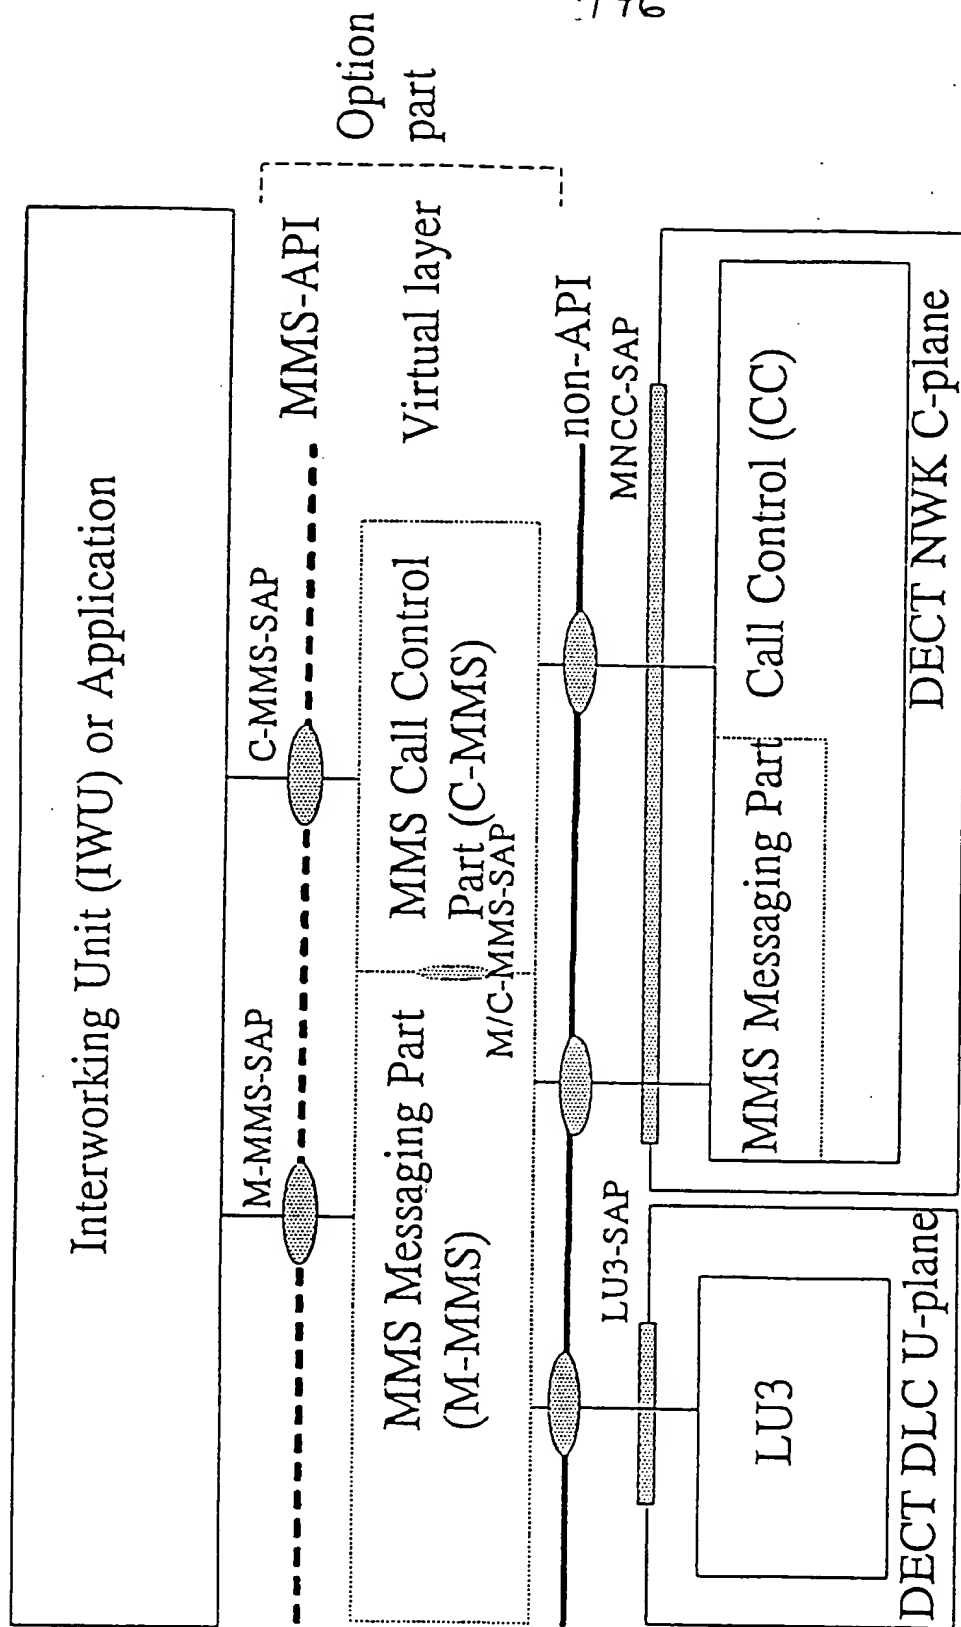 Interworking Unit (IWU) or Application
M-MMS-SAP
C-MMS-SAP
MMS-API
Option
part
Virtual layer
MMS Messaging Part
(M-MMS)
MMS Call Control
Part (C-MMS)
M/C-MMS-SAP
non-API
LU3-SAP
MNCC-SAP
LU3
MMS Messaging Part
Call Control (CC)
DECT DLC U-plane
DECT NWK C-plane